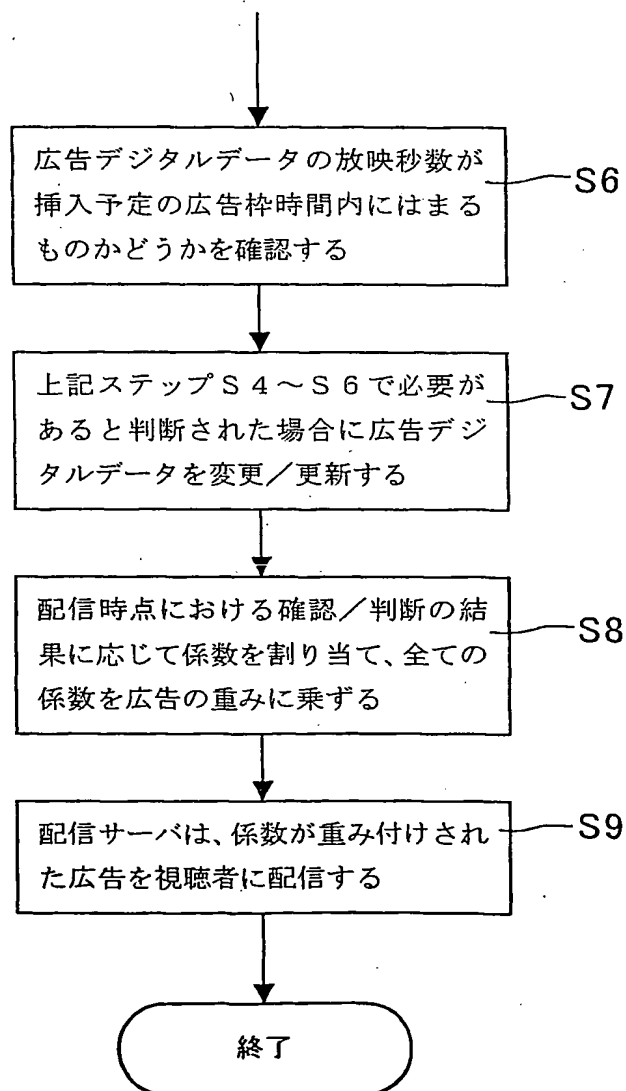 広告デジタルデータの放映秒数が
挿入予定の広告枠時間内にはまる
ものかどうかを確認する
S6
上記ステップS4～S6で必要が
あると判断された場合に広告デジ
タルデータを変更／更新する
S7
配信時点における確認／判断の結
果に応じて係数を割り当て、全ての
係数を広告の重みに乗ずる
S8
配信サーバは、係数が重み付けされ
た広告を視聴者に配信する
S9
終了